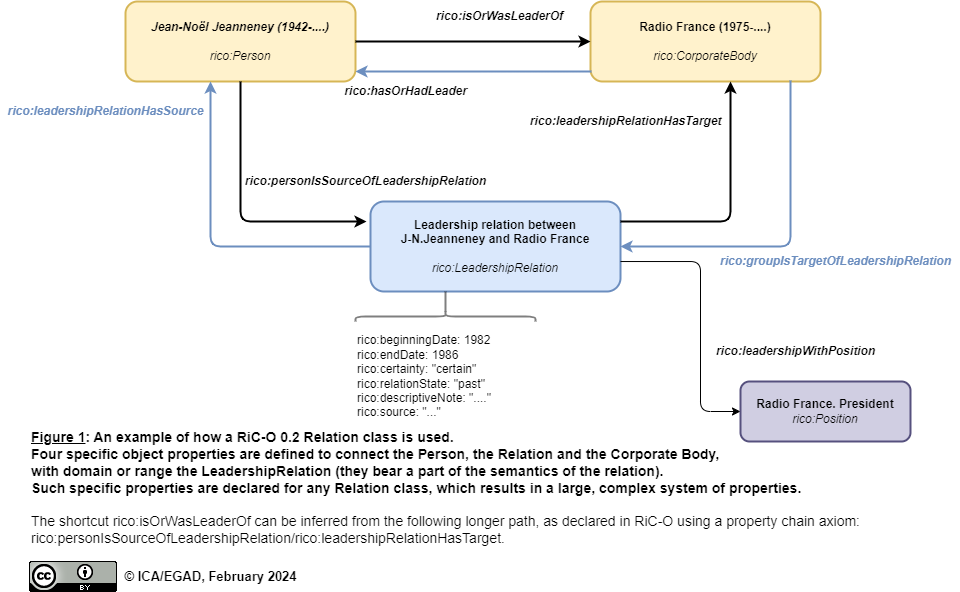 Jean-Noël Jeanneney (1942-....)
rico:Person
rico:isOrWasLeaderOf
Radio France (1975-....)
rico:CorporateBody
rico:hasOrHadLeader
rico:leadershipRelationHasSource
rico:leadershipRelationHasTarget
rico:personIsSourceOfLeadershipRelation
Leadership relation between
J-N.Jeanneney and Radio France
rico:LeadershipRelation
rico:groupIsTargetOfLeadershipRelation
rico:beginningDate: 1982
rico:endDate: 1986
rico:certainty: "certain"
rico:relationState: "past"
rico:descriptiveNote: "...."
rico:source: "..."
rico:leadershipWithPosition
Radio France. President
rico:Position
Figure 1: An example of how a RiC-O 0.2 Relation class is used.
Four specific object properties are defined to connect the Person, the Relation and the Corporate Body,
with domain or range the LeadershipRelation (they bear a part of the semantics of the relation).
Such specific properties are declared for any Relation class, which results in a large, complex system of properties.
The shortcut rico:isOrWasLeaderOf can be inferred from the following longer path, as declared in RiC-O using a property chain axiom:
rico:personIsSourceOfLeadershipRelation/rico:leadershipRelationHasTarget.
cc BY © ICA/EGAD, February 2024